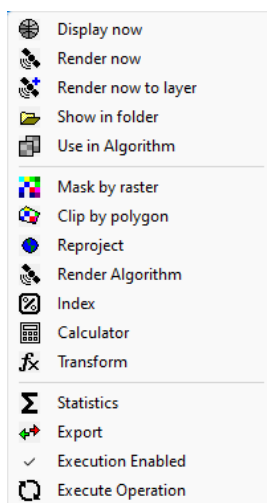 Display now
Render now
Render now to layer
Show in folder
Use in Algorithm
Mask by raster
Clip by polygon
Reproject
Render Algorithm
Index
Calculator
Transform
Statistics
Export
Execution Enabled
Execute Operation